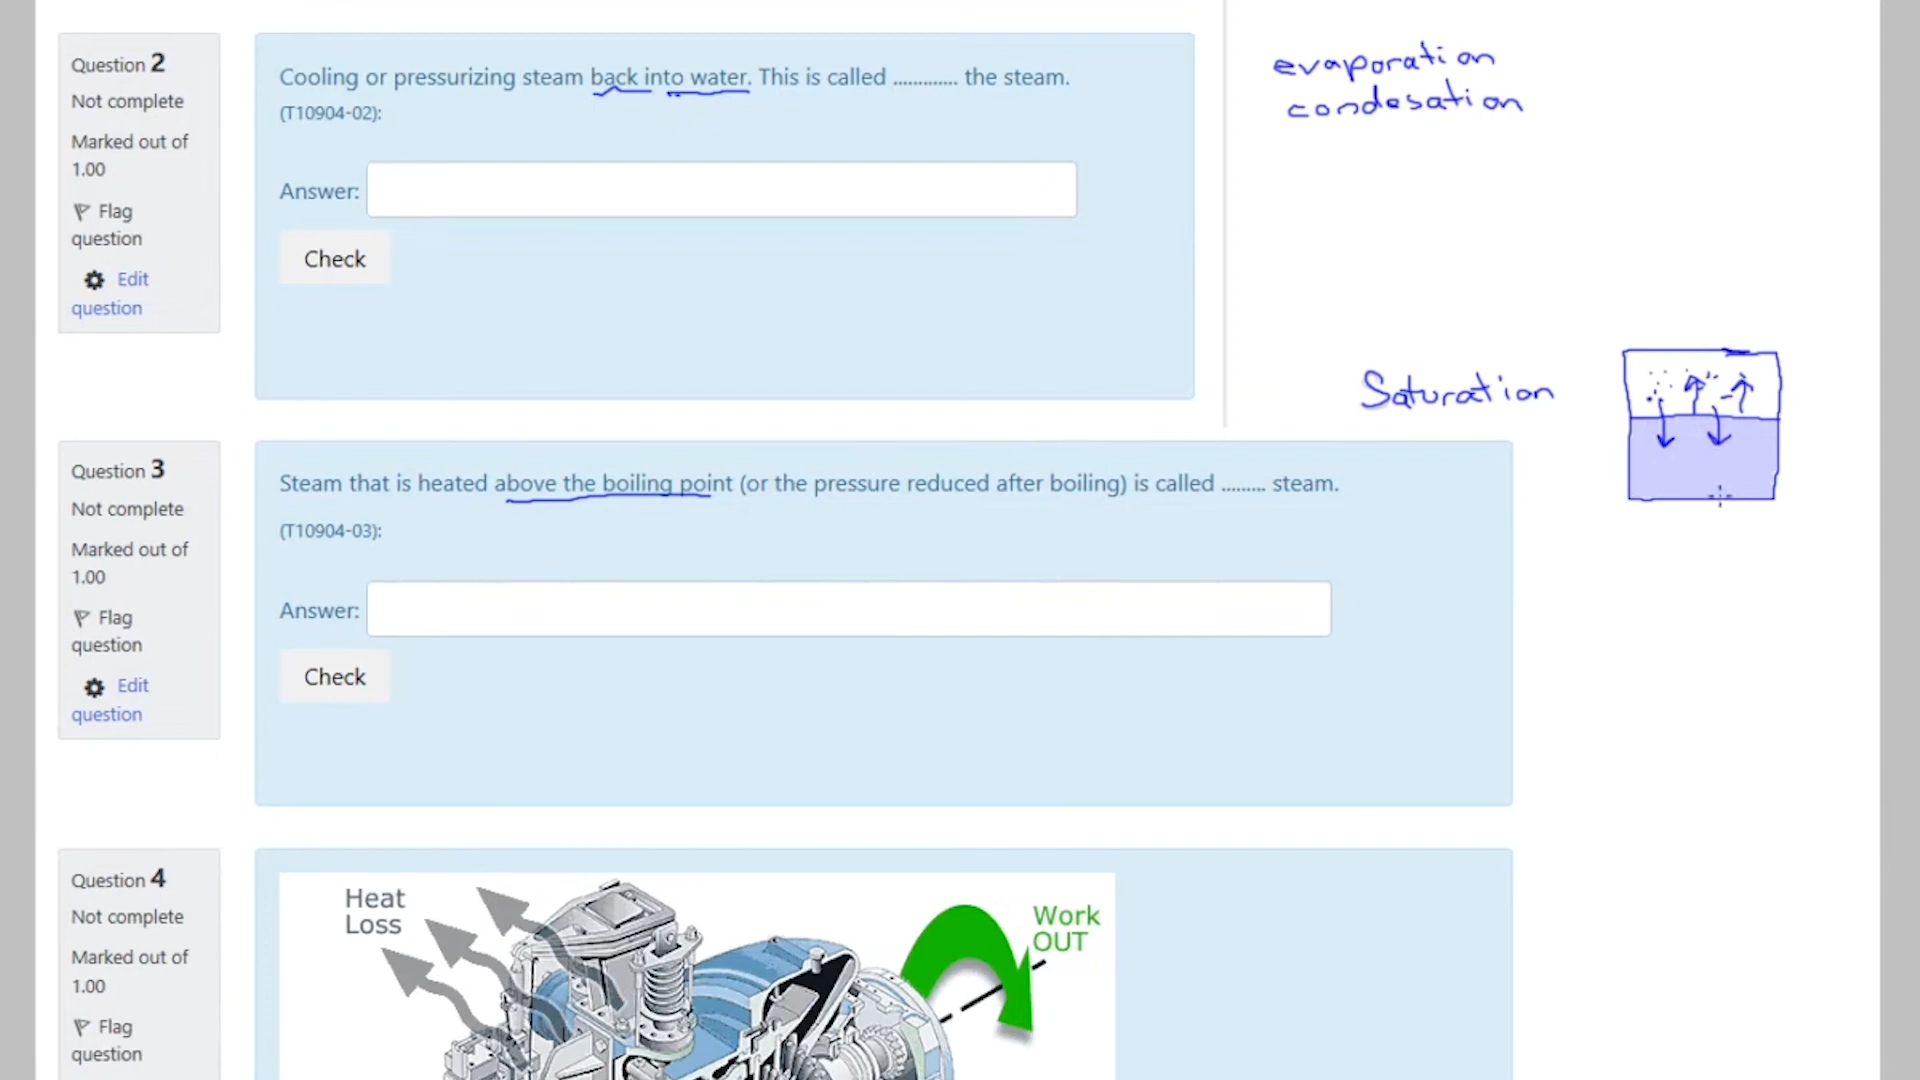 Question 2
Not complete
Marked out of
1.00
Flag
question
Edit
question
Cooling or pressurizing steam back into water. This is called ............. the steam.
(T10904-02):
Answer:
Check
evaporation
condesation
Saturation
Question 3
Not complete
Marked out of
1.00
Flag
question
Edit
question
Steam that is heated above the boiling point (or the pressure reduced after boiling) is called ......... steam.
(T10904-03):
Answer:
Check
Question 4
Not complete
Marked out of
1.00
Flag
question
Heat
Loss
Work
OUT